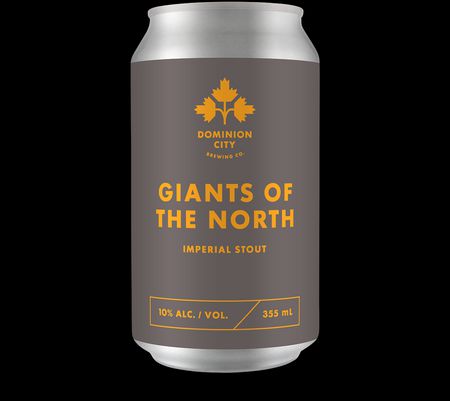 DOMINION
CITY
BREWING CO.
GIANTS OF
THE NORTH
IMPERIAL STOUT
10% ALC. / VOL.
355 mL